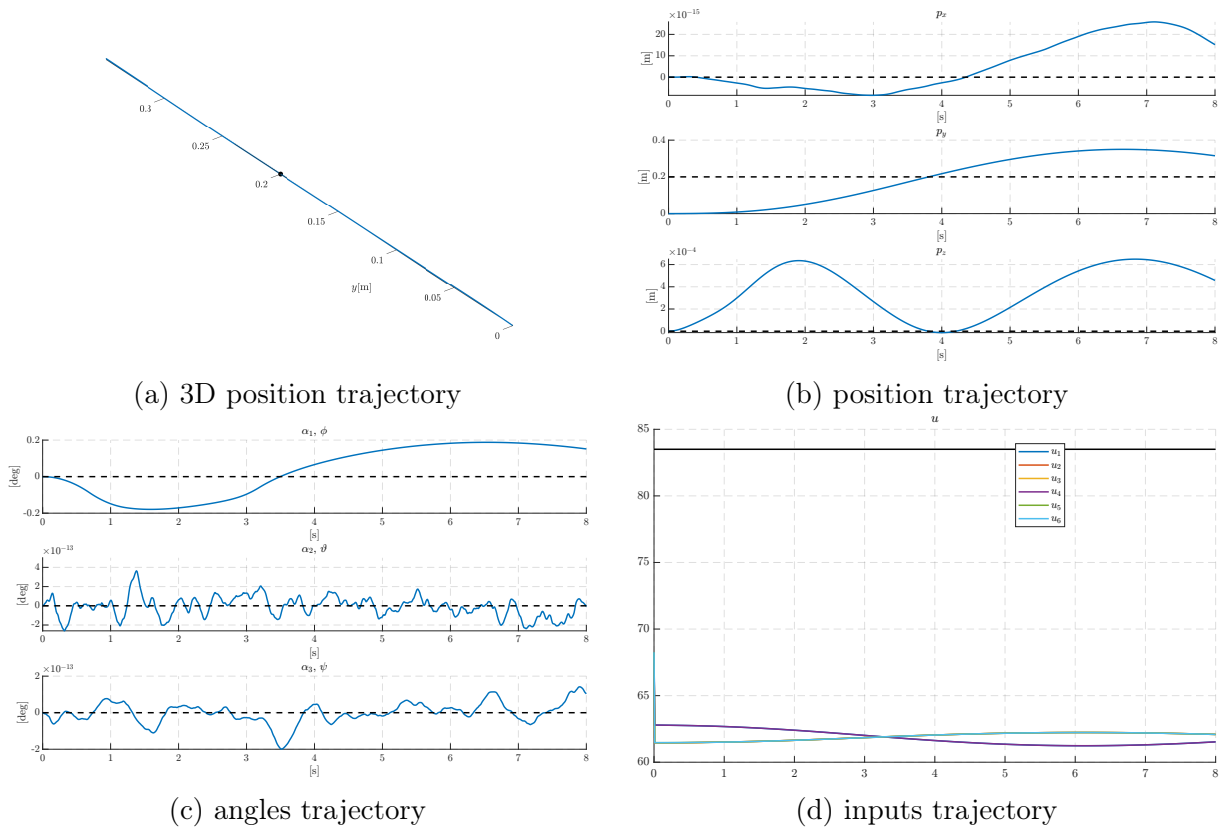 0.3
0.25
0.2
0.15
0.1
y[m]
0.05
0
(a) 3D position trajectory
×10⁻¹⁵
pₓ
[m]
20
10
0
0 1 2 3 4 5 6 7 8
[s]
p_y
[m]
0.4
0.2
0
0 1 2 3 4 5 6 7 8
[s]
×10⁻⁴
p_z
[m]
6
4
2
0
0 1 2 3 4 5 6 7 8
[s]
(b) position trajectory
α₁, ϕ
[deg]
0.2
0
-0.2
0 1 2 3 4 5 6 7 8
[s]
×10⁻¹³
α₂, ϑ
[deg]
4
2
0
-2
0 1 2 3 4 5 6 7 8
[s]
×10⁻¹³
α₃, ψ
[deg]
2
0
-2
0 1 2 3 4 5 6 7 8
[s]
(c) angles trajectory
u
85
80
75
70
65
60
0 1 2 3 4 5 6 7 8
u₁
u₂
u₃
u₄
u₅
u₆
(d) inputs trajectory